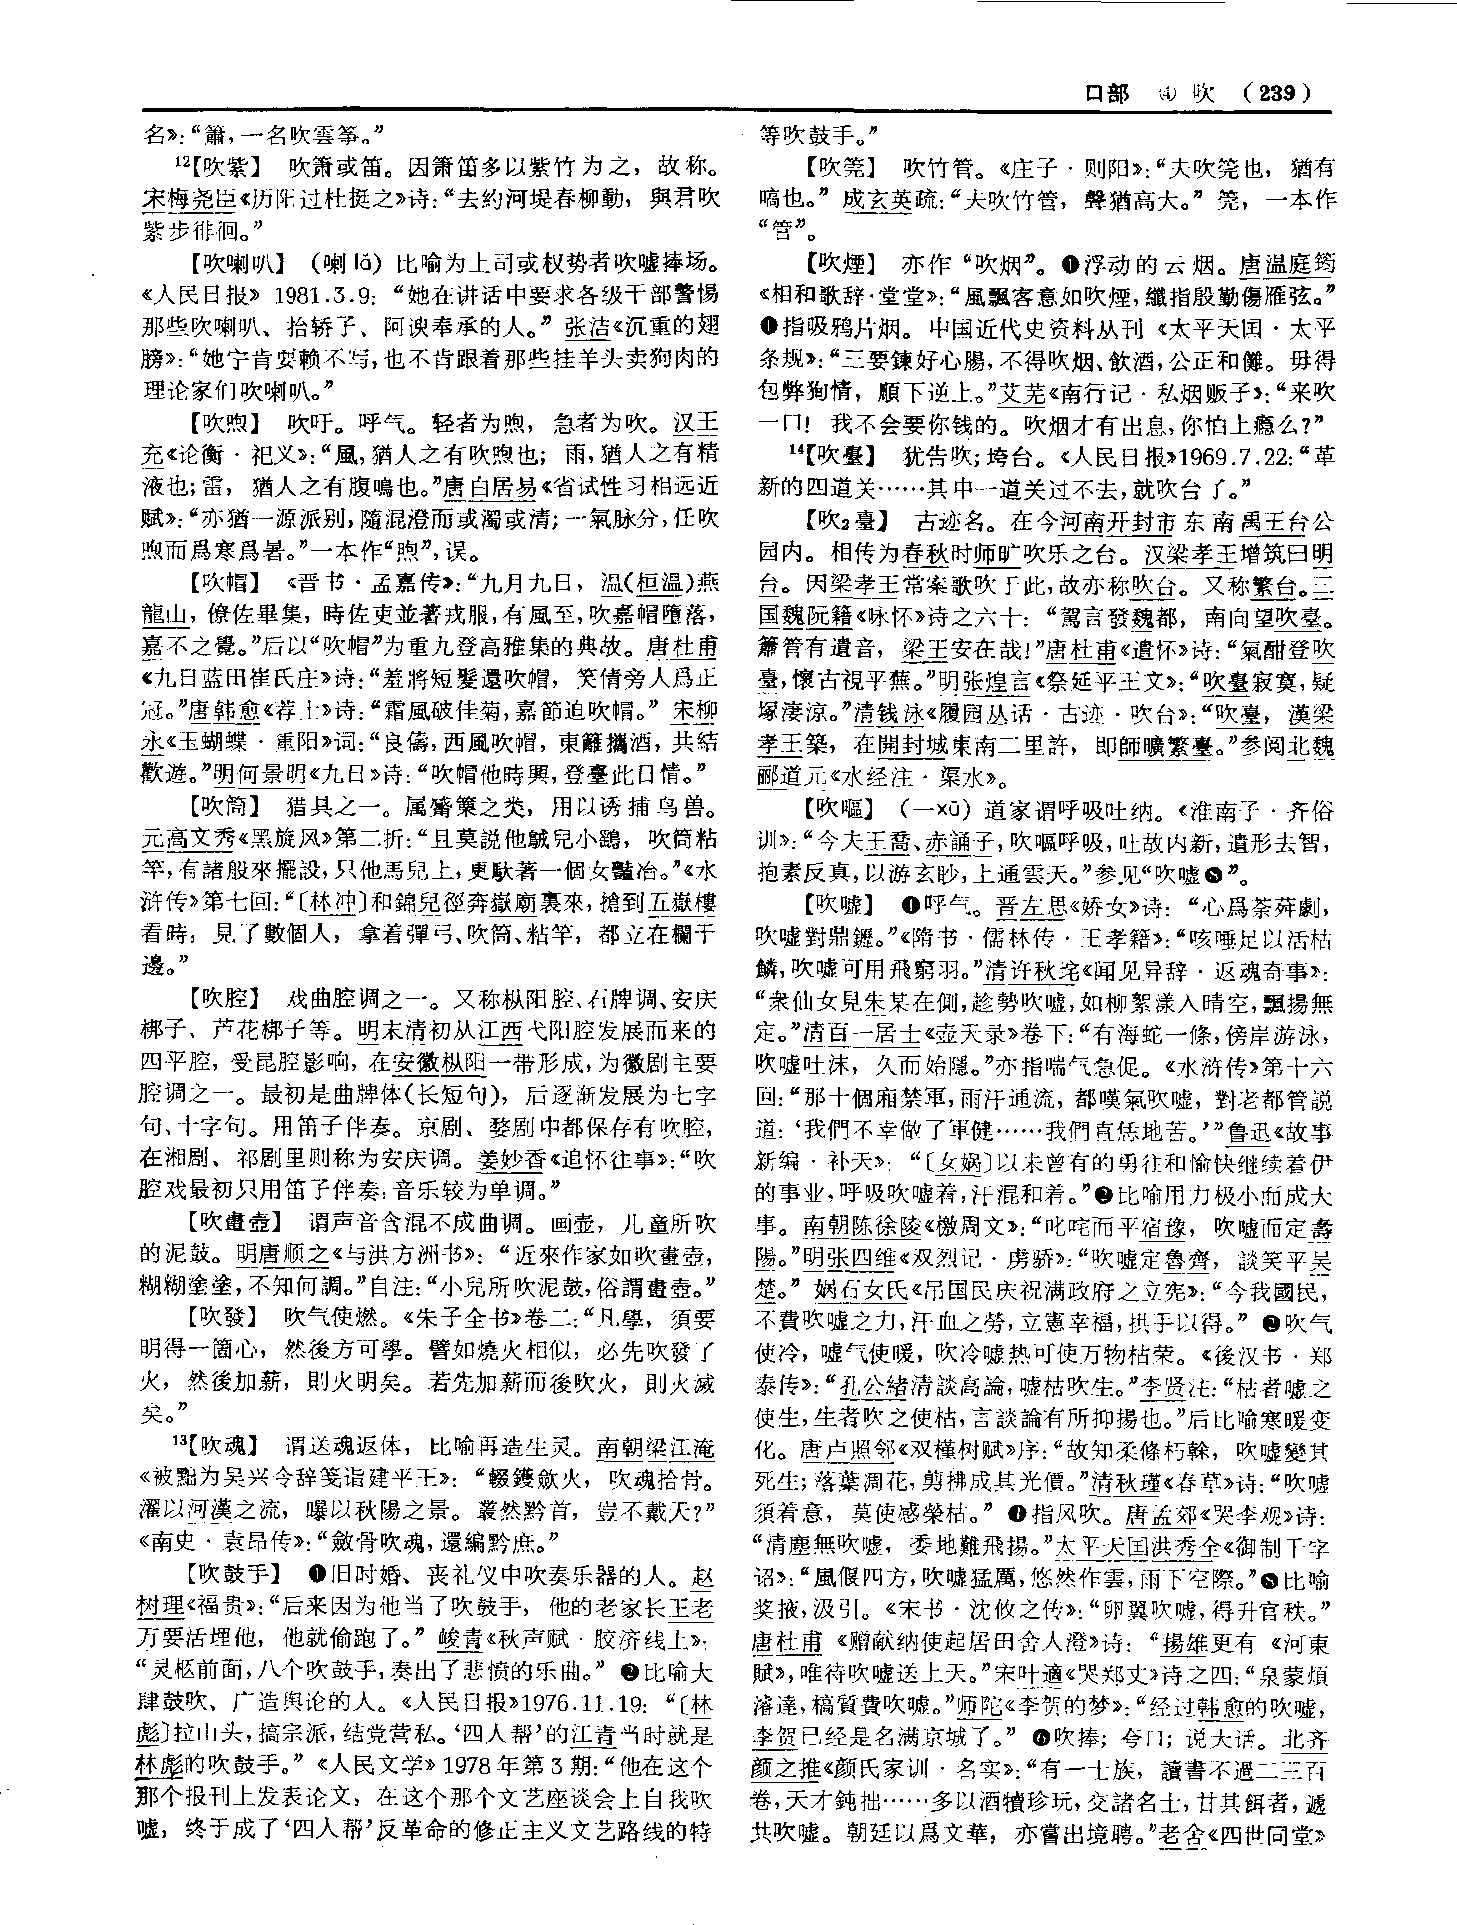 口部 ④ 吹 （239）
名》：“簫，一名吹雲筝。”
12【吹紫】 吹箫或笛。因箫笛多以紫竹为之，故称。
宋梅尧臣《历阳过杜挺之》诗：“去約河堤春柳動，與君吹
紫步徘徊。”
【吹喇叭】（喇 lǎ）比喻为上司或权势者吹嘘捧场。
《人民日报》1981.3.9：“她在讲话中要求各级干部警惕
那些吹喇叭、抬轿子、阿谀奉承的人。”张洁《沉重的翅
膀》：“她宁肯耍赖不写，也不肯跟着那些挂羊头卖狗肉的
理论家们吹喇叭。”
【吹煦】 吹吁。呼气。轻者为煦，急者为吹。汉王
充《论衡·祀义》：“風，猶人之有吹煦也；雨，猶人之有精
液也；雷，猶人之有腹鳴也。”唐白居易《省试性习相远近
赋》：“亦猶一源派别，隨混澄而或濁或清；一氣脉分，任吹
煦而爲寒爲暑。”一本作“煦”，误。
【吹帽】 《晋书·孟嘉传》：“九月九日，温(桓温)燕
龍山，僚佐畢集，時佐吏並著戎服，有風至，吹嘉帽墮落，
嘉不之覺。”后以“吹帽”为重九登高雅集的典故。唐杜甫
《九日蓝田崔氏庄》诗：“羞將短髮還吹帽，笑倩旁人爲正
冠。”唐韩愈《荐士》诗：“霜風破佳菊，嘉節迫吹帽。”宋柳
永《玉蝴蝶·重阳》词：“良儔，西風吹帽，東籬攜酒，共结
歡遊。”明何景明《九日》诗：“吹帽他時興，登臺此日情。”
【吹筒】 猎具之一。属觱篥之类，用以诱捕鸟兽。
元高文秀《黑旋风》第二折：“且莫説他鷂兒小鷂，吹筒粘
竿，有諸般來擺設，只他馬兒上，更馱著一個女豔冶。”《水
浒传》第七回：“〔林冲〕和錦兒徑奔嶽廟裏來，搶到五嶽樓
看時，見了數個人，拿着彈弓、吹筒、粘竿，都立在欄干
邊。”
【吹腔】 戏曲腔调之一。又称枞阳腔、石牌调、安庆
梆子、芦花梆子等。明末清初从江西弋阳腔发展而来的
四平腔，受昆腔影响，在安徽枞阳一带形成，为徽剧主要
腔调之一。最初是曲牌体(长短句)，后逐渐发展为七字
句、十字句。用笛子伴奏。京剧、婺剧中都保存有吹腔，
在湘剧、祁剧里则称为安庆调。姜妙香《追怀往事》：“吹
腔戏最初只用笛子伴奏，音乐较为单调。”
【吹畫壺】 谓声音含混不成曲调。画壶，儿童所吹
的泥鼓。明唐顺之《与洪方洲书》：“近來作家如吹畫壺，
糊糊塗塗，不知何調。”自注：“小兒所吹泥鼓，俗謂畫壺。”
【吹發】 吹气使燃。《朱子全书》卷二：“凡學，須要
明得一箇心，然後方可學。譬如燒火相似，必先吹發了
火，然後加薪，則火明矣。若先加薪而後吹火，則火滅
矣。”
13【吹魂】 谓送魂返体，比喻再造生灵。南朝梁江淹
《被黜为吴兴令辞笺诣建平王》：“輟鑊斂火，吹魂拾骨。
濯以河漢之流，曝以秋陽之景。叢然黔首，豈不戴天？”
《南史·袁昂传》：“斂骨吹魂，還編黔庶。”
【吹鼓手】 ❶旧时婚、丧礼仪中吹奏乐器的人。赵
树理《福贵》：“后来因为他当了吹鼓手，他的老家长王老
万要活埋他，他就偷跑了。”峻青《秋声赋·胶济线上》：
“灵柩前面，八个吹鼓手，奏出了悲愤的乐曲。”❷比喻大
肆鼓吹、广造舆论的人。《人民日报》1976.11.19：“〔林
彪〕拉山头，搞宗派，结党营私。‘四人帮’的江青当时就是
林彪的吹鼓手。”《人民文学》1978年第3期：“他在这个
那个报刊上发表论文，在这个那个文艺座谈会上自我吹
嘘，终于成了‘四人帮’反革命的修正主义文艺路线的特
等吹鼓手。”
【吹筦】 吹竹管。《庄子·则阳》：“夫吹筦也，猶有
嗃也。”成玄英疏：“夫吹竹管，聲猶高大。”筦，一本作
“管”。
【吹煙】 亦作“吹烟”。❶浮动的云烟。唐温庭筠
《相和歌辞·堂堂》：“風飄客意如吹煙，纖指殷勤傷雁弦。”
❷指吸鸦片烟。中国近代史资料丛刊《太平天国·太平
条规》：“三要鍊好心腸，不得吹烟、飲酒，公正和儺。毋得
包弊狥情，順下逆上。”艾芜《南行记·私烟贩子》：“来吹
一口！我不会要你钱的。吹烟才有出息，你怕上瘾么？”
14【吹臺】 犹告吹；垮台。《人民日报》1969.7.22：“革
新的四道关……其中一道关过不去，就吹台了。”
【吹2臺】 古迹名。在今河南开封市东南禹王台公
园内。相传为春秋时师旷吹乐之台。汉梁孝王增筑曰明
台。因梁孝王常案歌吹于此，故亦称吹台。又称繁台。三
国魏阮籍《咏怀》诗之六十：“駕言發魏都，南向望吹臺。
簫管有遺音，梁王安在哉！”唐杜甫《遣怀》诗：“氣酣登吹
臺，懷古視平蕪。”明张煌言《祭延平王文》：“吹臺寂寞，疑
塚淒涼。”清钱泳《履园丛话·古迹·吹台》：“吹臺，漢梁
孝王築，在開封城東南二里許，即師曠繁臺。”参阅北魏
郦道元《水经注·渠水》。
【吹嘔】（一xū）道家谓呼吸吐纳。《淮南子·齐俗
训》：“今夫王喬、赤誦子，吹嘔呼吸，吐故内新，遺形去智，
抱素反真，以游玄眇，上通雲天。”参见“吹嘘❽”。
【吹嘘】 ❶呼气。晋左思《娇女》诗：“心爲荼荈劇，
吹嘘對鼎䥶。”《隋书·儒林传·王孝籍》：“咳唾足以活枯
鱗，吹嘘可用飛窮羽。”清许秋垞《闻见异辞·返魂奇事》：
“衆仙女見朱某在側，趁勢吹嘘，如柳絮漾入晴空，飄揚無
定。”清百一居士《壶天录》卷下：“有海蛇一條，傍岸游泳，
吹嘘吐沫，久而始隱。”亦指喘气急促。《水浒传》第十六
回：“那十個廂禁軍，雨汗通流，都嘆氣吹嘘，對老都管説
道：‘我們不幸做了軍健……我們直恁地苦。’”鲁迅《故事
新编·补天》：“〔女娲〕以未曾有的勇往和愉快继续着伊
的事业，呼吸吹嘘着，汗混和着。”❷比喻用力极小而成大
事。南朝陈徐陵《檄周文》：“叱咤而平宿豫，吹嘘而定壽
陽。”明张四维《双烈记·虏骄》：“吹嘘定魯齊，談笑平吴
楚。”娲石女氏《吊国民庆祝满政府之立宪》：“今我國民，
不費吹嘘之力，汗血之勞，立憲幸福，拱手以得。”❸吹气
使冷，嘘气使暖，吹冷嘘热可使万物枯荣。《後汉书·郑
泰传》：“孔公緒清談高論，嘘枯吹生。”李贤注：“枯者嘘之
使生，生者吹之使枯，言談論有所抑揚也。”后比喻寒暖变
化。唐卢照邻《双槿树赋》序：“故知柔條朽榦，吹嘘變其
死生；落葉凋花，剪拂成其光價。”清秋瑾《春草》诗：“吹嘘
須着意，莫使感榮枯。”❹指风吹。唐孟郊《哭李观》诗：
“清塵無吹嘘，委地難飛揚。”太平天国洪秀全《御制千字
诏》：“風偃四方，吹嘘猛厲，悠然作雲，雨下空際。”❺比喻
奖掖，汲引。《宋书·沈攸之传》：“卵翼吹嘘，得升官秩。”
唐杜甫《赠献纳使起居田舍人澄》诗：“揚雄更有《河東
賦》，唯待吹嘘送上天。”宋叶適《哭郑丈》诗之四：“泉蒙煩
濬達，稿質費吹嘘。”师陀《李贺的梦》：“经过韩愈的吹嘘，
李贺已经是名满京城了。”❻吹捧；夸口；说大话。北齐
颜之推《颜氏家训·名实》：“有一士族，讀書不過二三百
卷，天才鈍拙……多以酒犢珍玩，交諸名士，甘其餌者，遞
共吹嘘。朝廷以爲文華，亦嘗出境聘。”老舍《四世同堂》